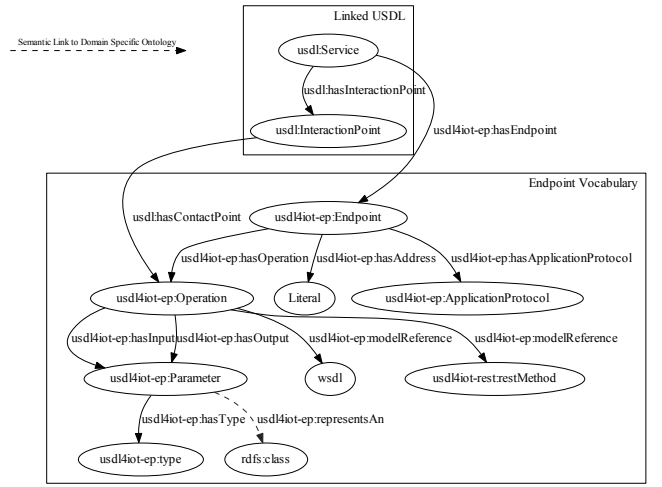 Linked USDL
Semantic Link to Domain Specific Ontology
usdl:Service
usdl:hasInteractionPoint
usdl:InteractionPoint
usdl4iot-ep:hasEndpoint
Endpoint Vocabulary
usdl:hasContactPoint
usdl4iot-ep:Endpoint
usdl4iot-ep:hasOperation
usdl4iot-ep:hasAddress
usdl4iot-ep:hasApplicationProtocol
usdl4iot-ep:Operation
Literal
usdl4iot-ep:ApplicationProtocol
usdl4iot-ep:hasInput
usdl4iot-ep:hasOutput
usdl4iot-ep:modelReference
usdl4iot-ep:modelReference
usdl4iot-ep:Parameter
wsdl
usdl4iot-rest:restMethod
usdl4iot-ep:hasType
usdl4iot-ep:representsAn
usdl4iot-ep:type
rdfs:class